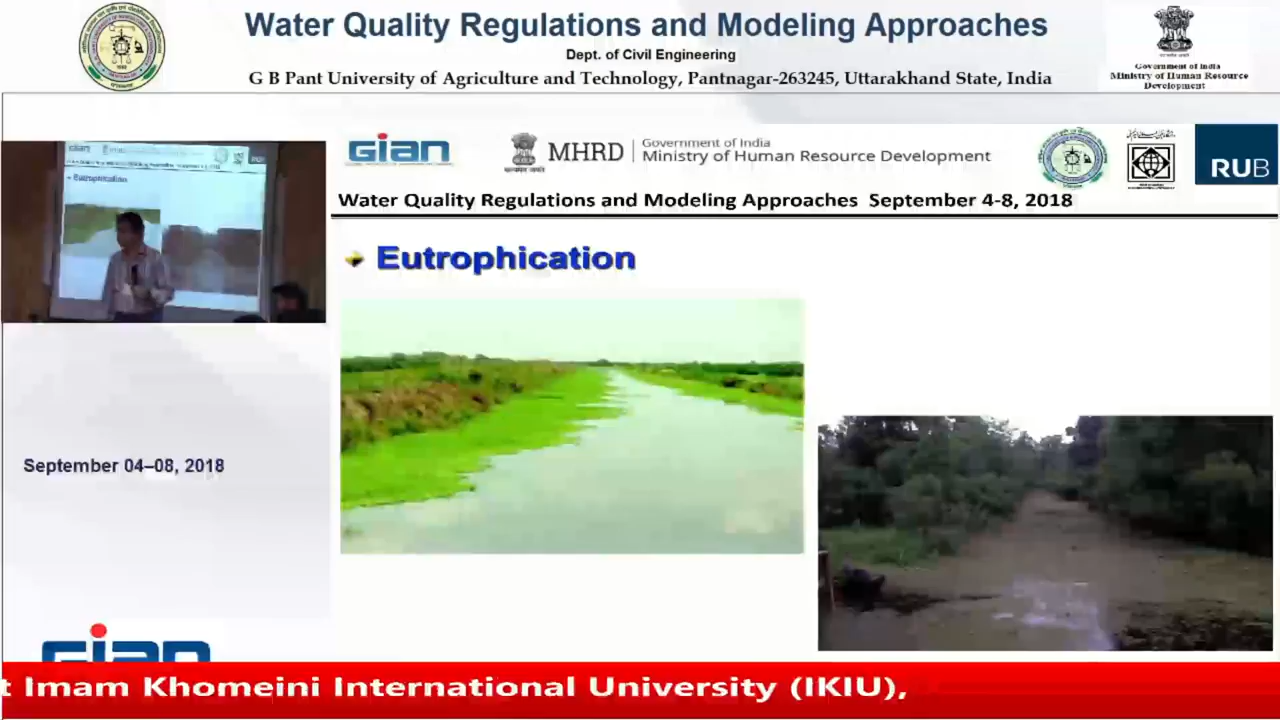 Water Quality Regulations and Modeling Approaches
Dept. of Civil Engineering
G B Pant University of Agriculture and Technology, Pantnagar-263245, Uttarakhand State, India
Government of India
Ministry of Human Resource
Development
GIAN
MHRD
Government of India
Ministry of Human Resource Development
RUB
Water Quality Regulations and Modeling Approaches September 4-8, 2018
Eutrophication
Eutrophication
September 04–08, 2018
GIAN
t Imam Khomeini International University (IKIU),